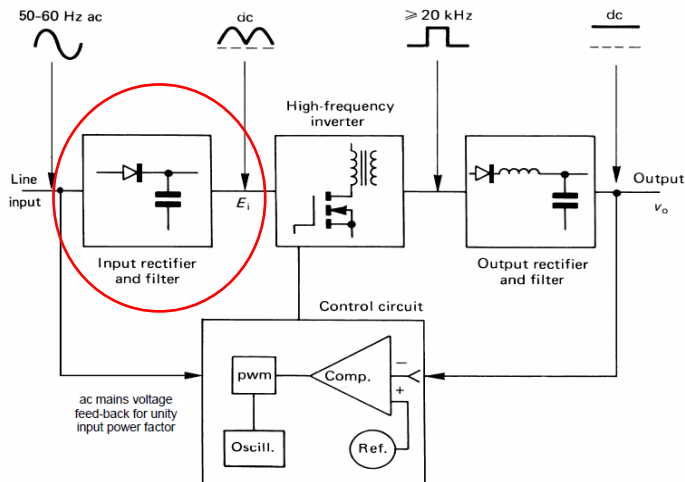 50-60 Hz ac
dc
≥ 20 kHz
dc
High-frequency
inverter
Line
input
E_i
Output
v_o
Input rectifier
and filter
Output rectifier
and filter
Control circuit
pwm
Comp.
−
+
ac mains voltage
feed-back for unity
input power factor
Oscill.
Ref.